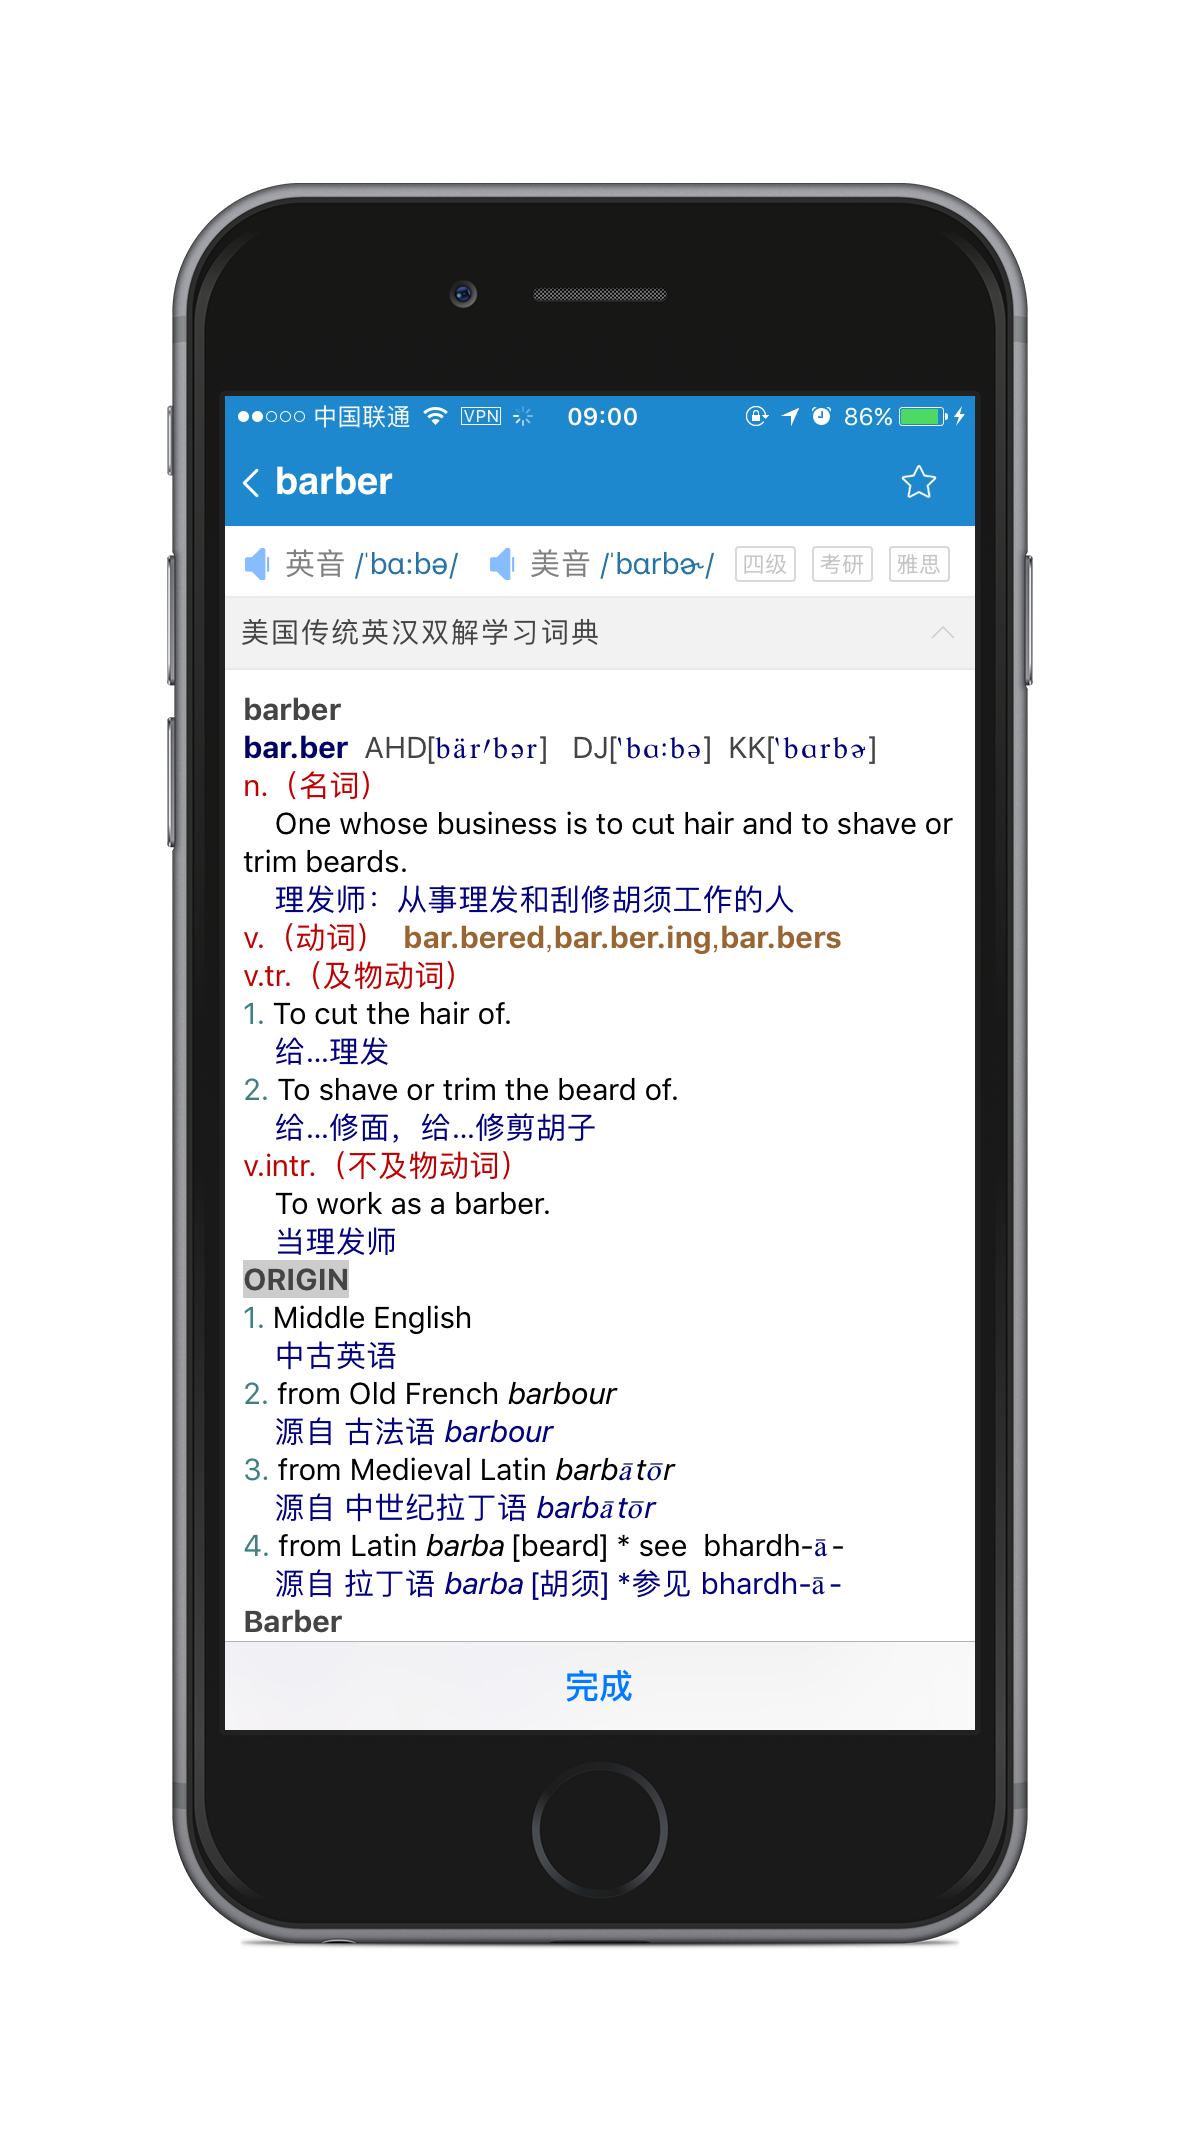 中国联通 VPN 09:00 86%
barber
英音 /ˈbɑːbə/ 美音 /ˈbɑrbɚ/ 四级 考研 雅思
美国传统英汉双解学习词典
barber
bar.ber AHD[bär′bər] DJ[ˈbɑːbə] KK[ˈbɑrbɚ]
n.（名词）
One whose business is to cut hair and to shave or
trim beards.
理发师：从事理发和刮修胡须工作的人
v.（动词） bar.bered,bar.ber.ing,bar.bers
v.tr.（及物动词）
1. To cut the hair of.
给...理发
2. To shave or trim the beard of.
给...修面，给...修剪胡子
v.intr.（不及物动词）
To work as a barber.
当理发师
ORIGIN
1. Middle English
中古英语
2. from Old French barbour
源自 古法语 barbour
3. from Medieval Latin barbātōr
源自 中世纪拉丁语 barbātōr
4. from Latin barba [beard] * see bhardh-ā-
源自 拉丁语 barba [胡须] *参见 bhardh-ā-
Barber
完成